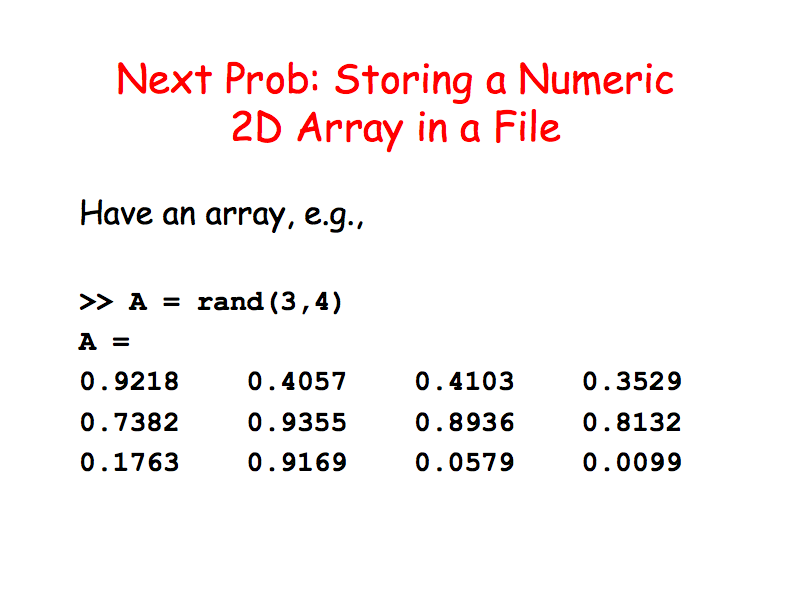 Next Prob: Storing a Numeric
2D Array in a File
Have an array, e.g.,
>> A = rand(3,4)
A =
0.9218 0.4057 0.4103 0.3529
0.7382 0.9355 0.8936 0.8132
0.1763 0.9169 0.0579 0.0099